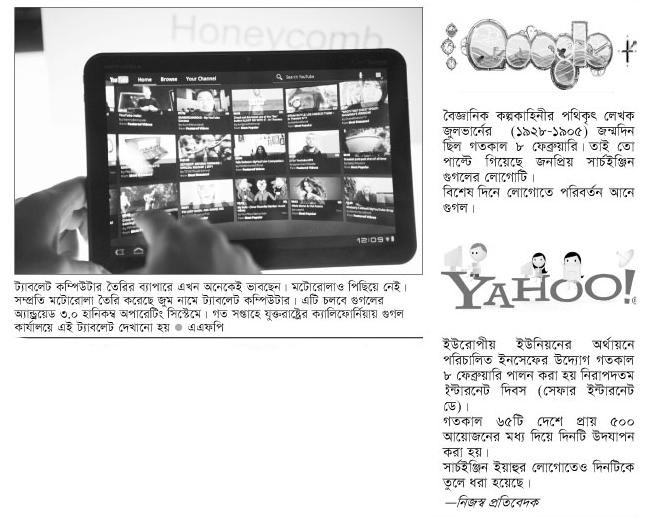 Honeycomb
YouTube Home Browse Your Channel Search YouTube
12:09
ট্যাবলেট কম্পিউটার তৈরির ব্যাপারে এখন অনেকেই ভাবছেন। মটোরোলাও পিছিয়ে নেই।
সম্প্রতি মটোরোলা তৈরি করেছে জুম নামে ট্যাবলেট কম্পিউটার। এটি চলবে গুগলের
অ্যান্ড্রয়েড ৩.০ হানিকম্ব অপারেটিং সিস্টেমে। গত সপ্তাহে যুক্তরাষ্ট্রের ক্যালিফোর্নিয়ায় গুগল
কার্যালয়ে এই ট্যাবলেট দেখানো হয় ● এএফপি
বৈজ্ঞানিক কল্পকাহিনীর পথিকৃৎ লেখক
জুলভার্নের (১৯২৮-১৯০৫) জন্মদিন
ছিল গতকাল ৮ ফেব্রুয়ারি। তাই তো
পাল্টে গিয়েছে জনপ্রিয় সার্চইঞ্জিন
গুগলের লোগোটি।
বিশেষ দিনে লোগোতে পরিবর্তন আনে
গুগল।
YAHOO!
ইউরোপীয় ইউনিয়নের অর্থায়নে
পরিচালিত ইনসেফের উদ্যোগ গতকাল
৮ ফেব্রুয়ারি পালন করা হয় নিরাপদতম
ইন্টারনেট দিবস (সেফার ইন্টারনেট
ডে)।
গতকাল ৬৫টি দেশে প্রায় ৫০০
আয়োজনের মধ্য দিয়ে দিনটি উদযাপন
করা হয়।
সার্চইঞ্জিন ইয়াহুর লোগোতেও দিনটিকে
তুলে ধরা হয়েছে।
—নিজস্ব প্রতিবেদক